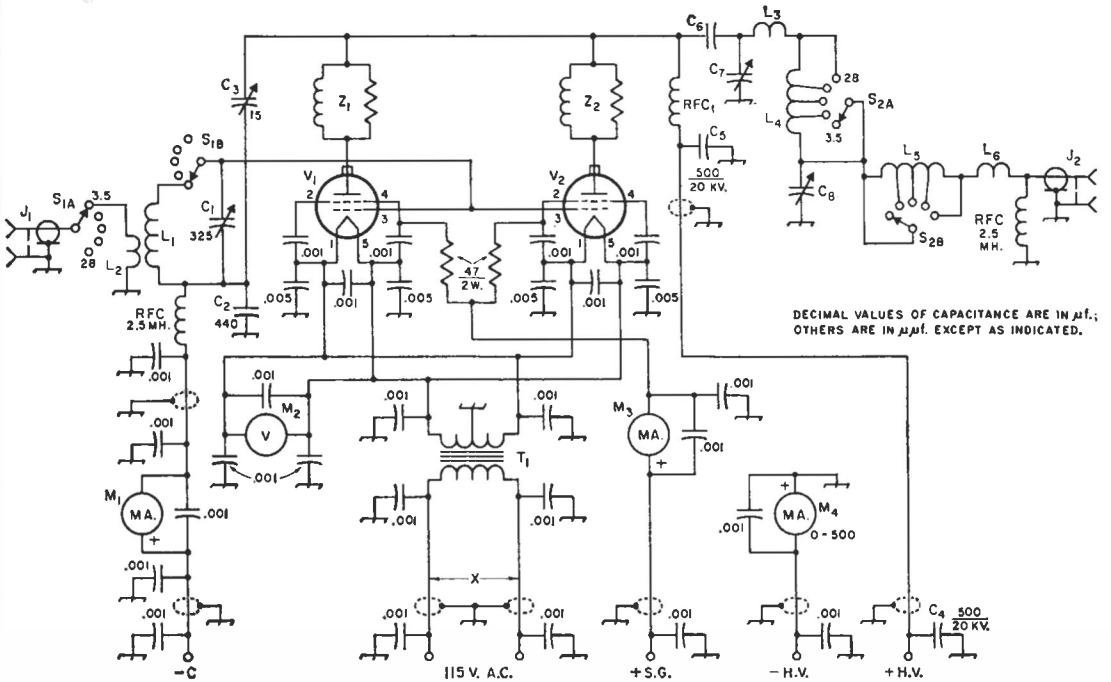 C6
L3
C7
28
S2A
3.5
L4
C3
15
Z1
Z2
RFC1
C5
500
20 KV.
S1B
S1A
3.5
J1
28
L2
L1
C1
325
V1
2
4
3
1
5
V2
2
4
3
1
5
L5
L6
J2
C8
S2B
RFC
2.5
MH.
.001
.001
.001
.001
.001
.001
47
2W.
.005
.005
.005
.005
RFC
2.5MH.
C2
440
DECIMAL VALUES OF CAPACITANCE ARE IN µf.;
OTHERS ARE IN µµf. EXCEPT AS INDICATED.
.001
.001
M2
V
.001
.001
.001
T1
.001
.001
M3
MA.
+
.001
.001
.001
M1
MA.
+
.001
.001
M4
+
MA.
0-500
.001
X
.001
.001
.001
.001
.001
C4
500
20 KV.
-C
115 V. A.C.
+S.G.
-H.V.
+H.V.